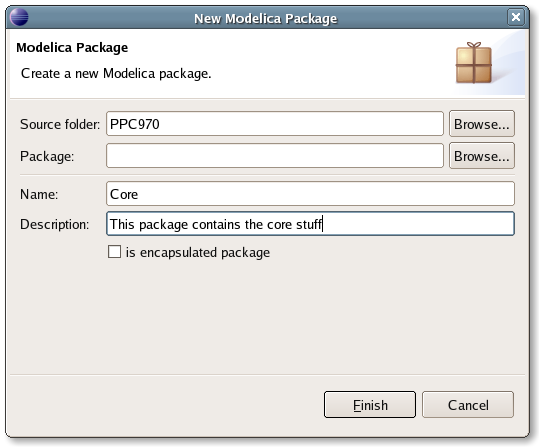 New Modelica Package
Modelica Package
Create a new Modelica package.
Source folder: PPC970 Browse...
Package: Browse...
Name: Core
Description: This package contains the core stuff
is encapsulated package
Finish Cancel